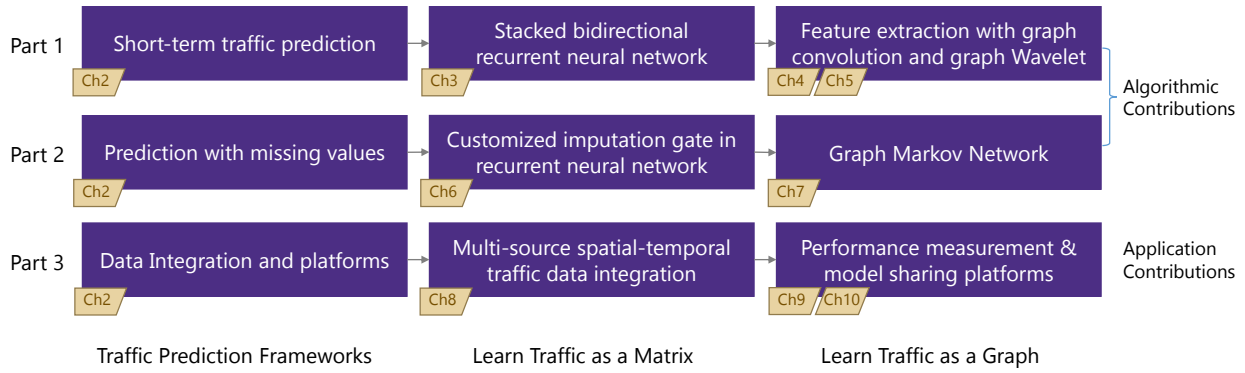 Part 1
Short-term traffic prediction
Ch2
Stacked bidirectional
recurrent neural network
Ch3
Feature extraction with graph
convolution and graph Wavelet
Ch4
Ch5
Algorithmic
Contributions
Part 2
Prediction with missing values
Ch2
Customized imputation gate in
recurrent neural network
Ch6
Graph Markov Network
Ch7
Part 3
Data Integration and platforms
Ch2
Multi-source spatial-temporal
traffic data integration
Ch8
Performance measurement &
model sharing platforms
Ch9
Ch10
Application
Contributions
Traffic Prediction Frameworks
Learn Traffic as a Matrix
Learn Traffic as a Graph